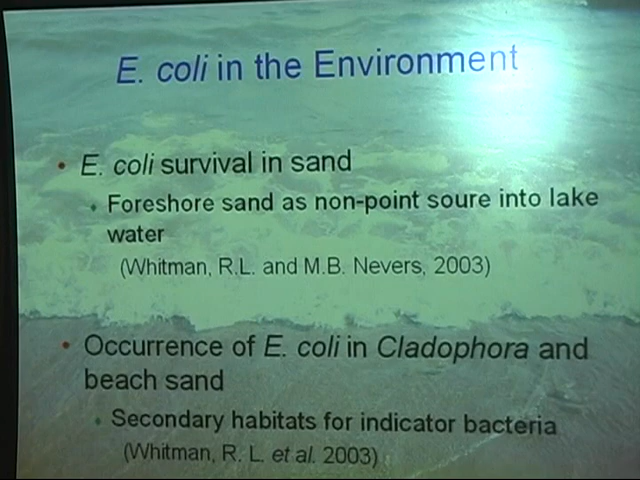 E. coli in the Environment
• E. coli survival in sand
Foreshore sand as non-point soure into lake
water
(Whitman, R.L. and M.B. Nevers, 2003)
• Occurrence of E. coli in Cladophora and
beach sand
Secondary habitats for indicator bacteria
(Whitman, R. L. et al. 2003)